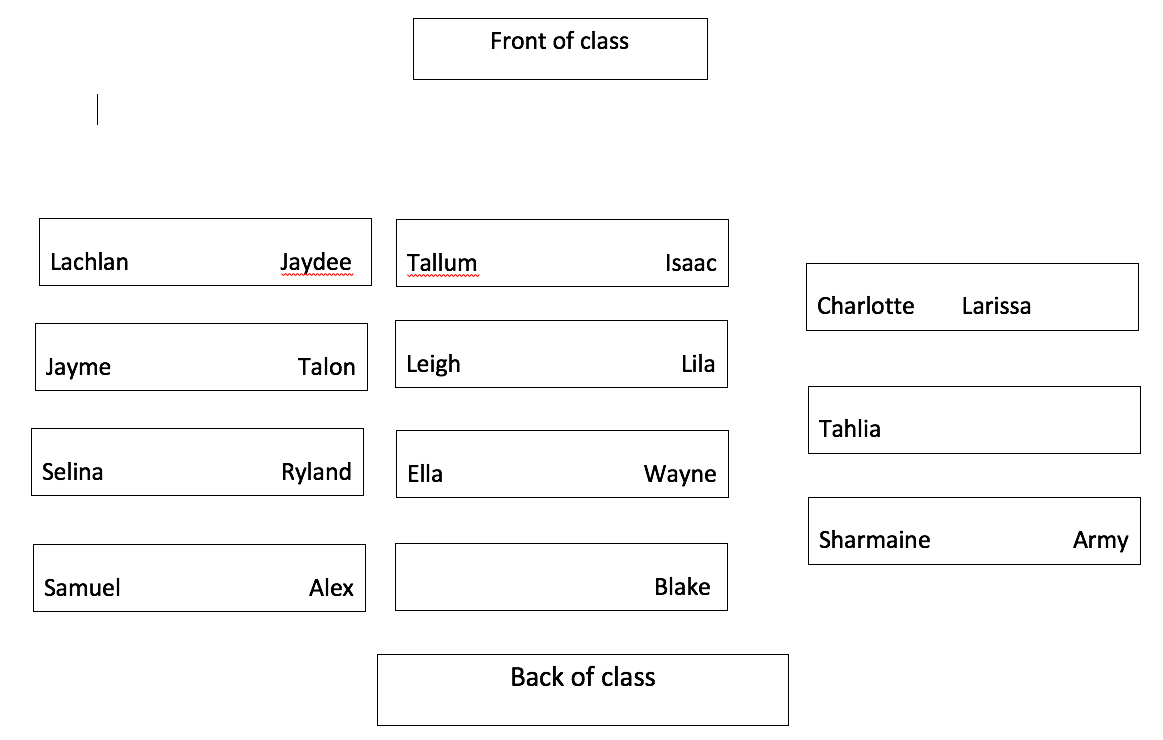 Front of class
Lachlan Jaydee
Tallum Isaac
Charlotte Larissa
Jayme Talon
Leigh Lila
Tahlia
Selina Ryland
Ella Wayne
Sharmaine Army
Samuel Alex
Blake
Back of class